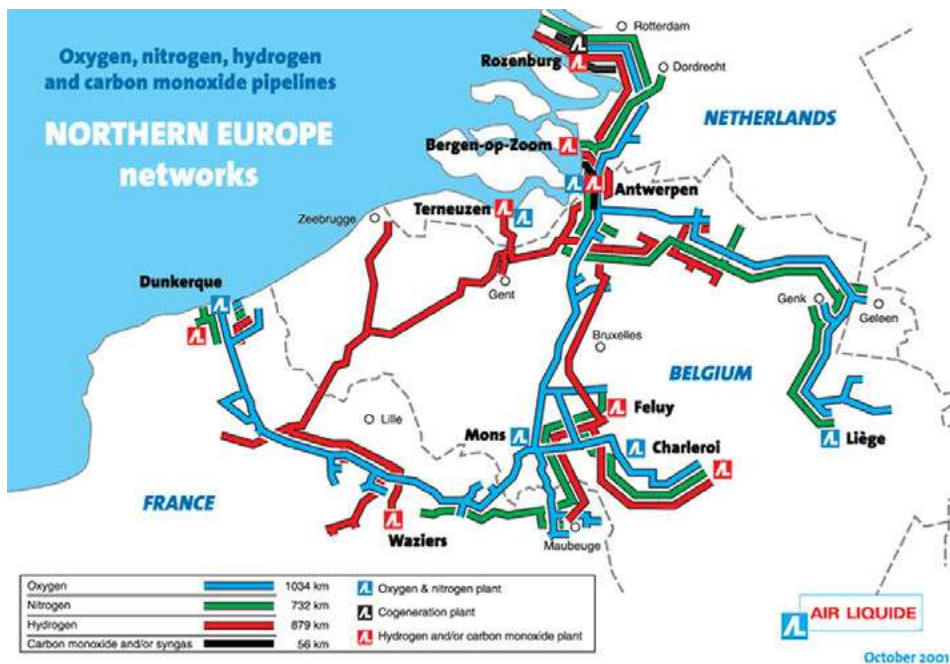 Oxygen, nitrogen, hydrogen
and carbon monoxide pipelines
NORTHERN EUROPE
networks
Rotterdam
Rozenburg
Dordrecht
NETHERLANDS
Bergen-op-Zoom
Antwerpen
Terneuzen
Zeebrugge
Dunkerque
Gent
Genk
Geleen
Bruxelles
BELGIUM
Lille
Feluy
Mons
Charleroi
Liège
FRANCE
Waziers
Maubeuge
Oxygen 1034 km
Nitrogen 732 km
Hydrogen 879 km
Carbon monoxide and/or syngas 56 km
Oxygen & nitrogen plant
Cogeneration plant
Hydrogen and/or carbon monoxide plant
AIR LIQUIDE
October 2001